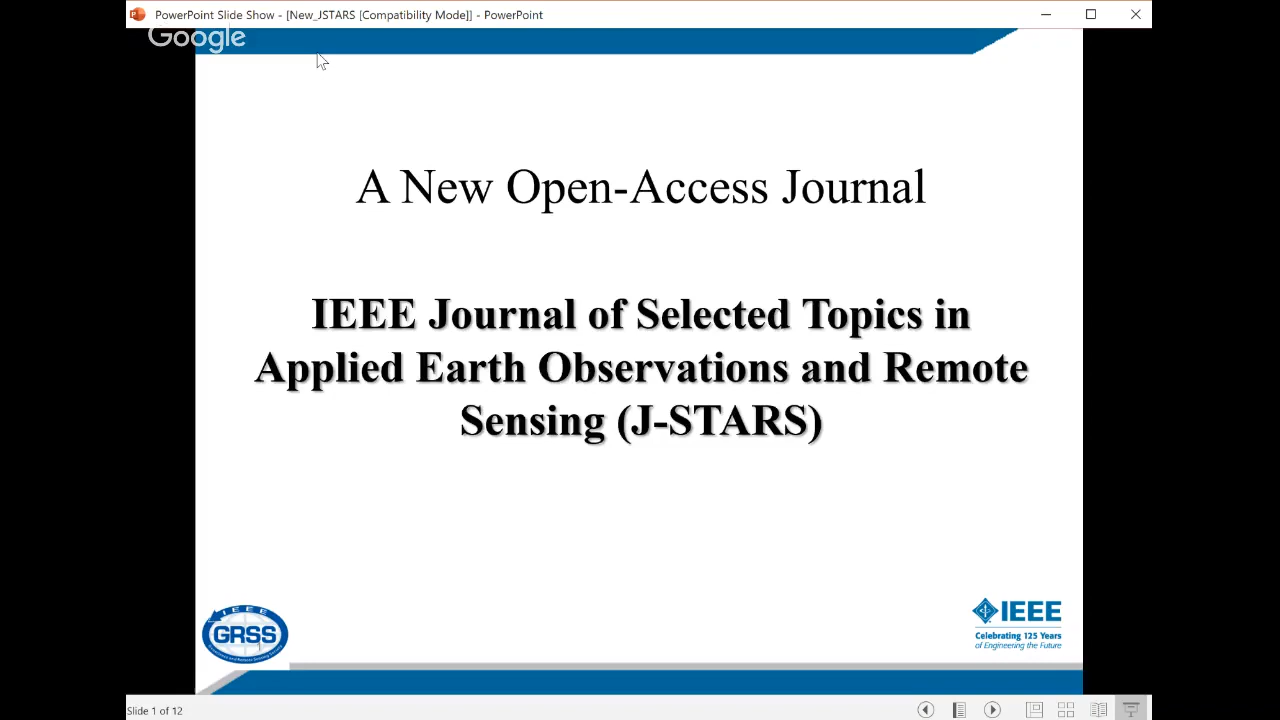 PowerPoint Slide Show - [New_JSTARS [Compatibility Mode]] - PowerPoint
Google
A New Open-Access Journal
IEEE Journal of Selected Topics in
Applied Earth Observations and Remote
Sensing (J-STARS)
IEEE
GRSS
1
IEEE
Celebrating 125 Years
of Engineering the Future
Slide 1 of 12